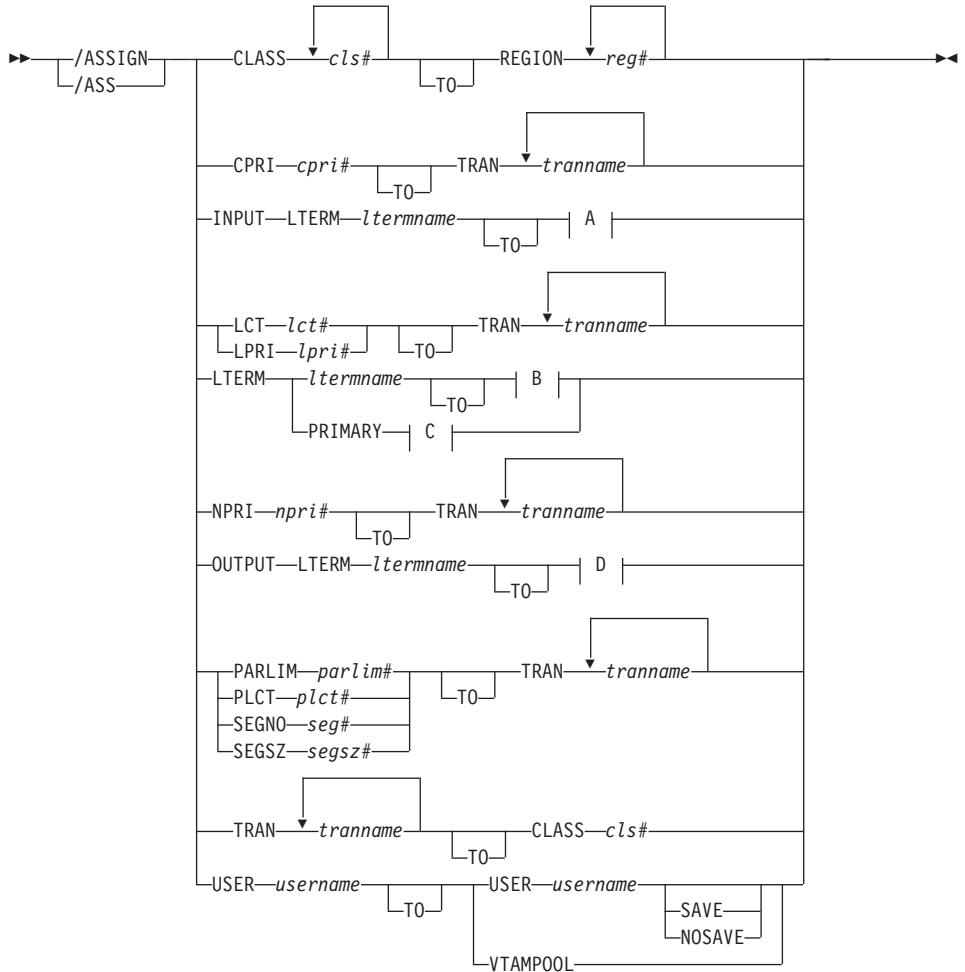 /ASSIGN CLASS cls# REGION reg#
/ASS TO
CPRI cpri# TRAN tranname
TO
INPUT LTERM ltermname A
TO
LCT lct# TRAN tranname
LPRI lpri# TO
LTERM ltermname B
TO
PRIMARY C
NPRI npri# TRAN tranname
TO
OUTPUT LTERM ltermname D
TO
PARLIM parlim# TRAN tranname
PLCT plct# TO
SEGNO seg#
SEGSZ segsz#
TRAN tranname CLASS cls#
TO
USER username USER username
TO SAVE
NOSAVE
VTAMPOOL